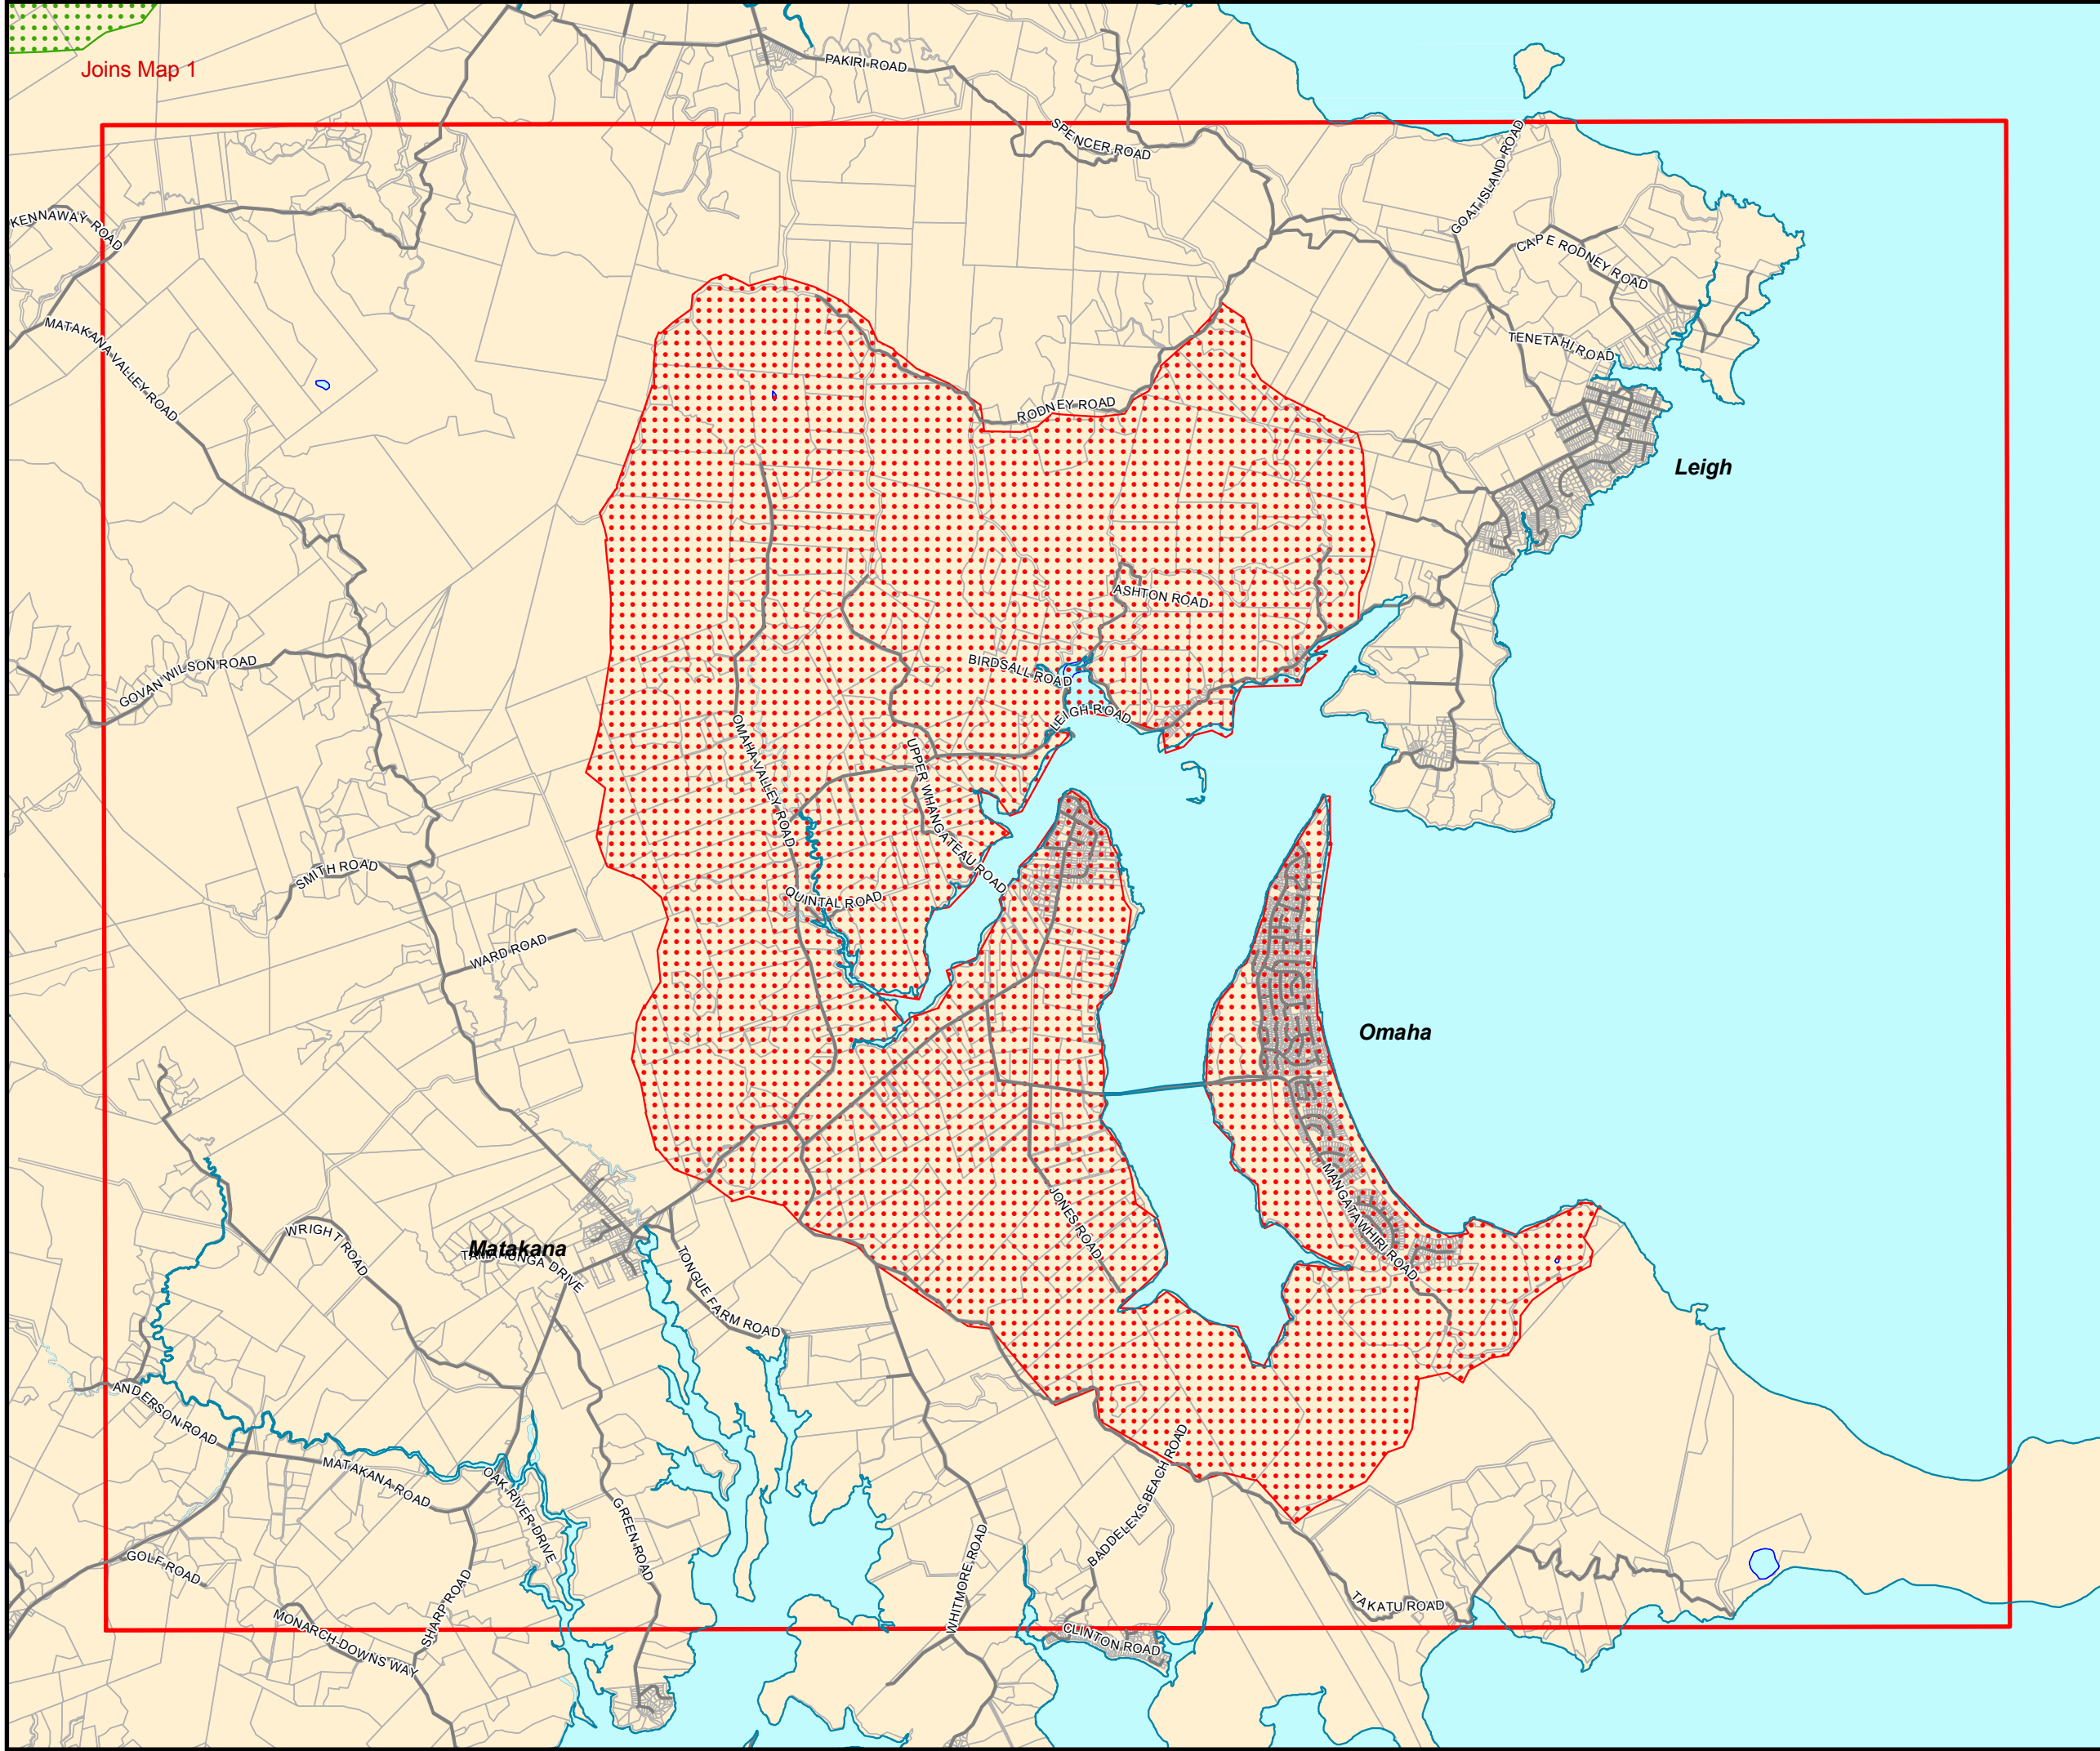 Joins Map 1
PAKIRI ROAD
SPENCER ROAD
GOAT ISLAND ROAD
KENNAWAY ROAD
CAPE RODNEY ROAD
MATAKANA VALLEY ROAD
TENETAHI ROAD
RODNEY ROAD
Leigh
ASHTON ROAD
BIRDSALL ROAD
GOVAN WILSON ROAD
LEIGH ROAD
OMAHA VALLEY ROAD
UPPER WHANGATEAU ROAD
SMITH ROAD
QUINTAL ROAD
WARD ROAD
Omaha
JONES ROAD
MANGATAWHIRI ROAD
WRIGHT ROAD
Matakana
TAMAHUNGA DRIVE
TONGUE FARM ROAD
ANDERSON ROAD
MATAKANA ROAD
OAK RIVER DRIVE
GREEN ROAD
BADDELEYS BEACH ROAD
WHITMORE ROAD
GOLF ROAD
SHARP ROAD
TAKATU ROAD
MONARCH DOWNS WAY
CLINTON ROAD